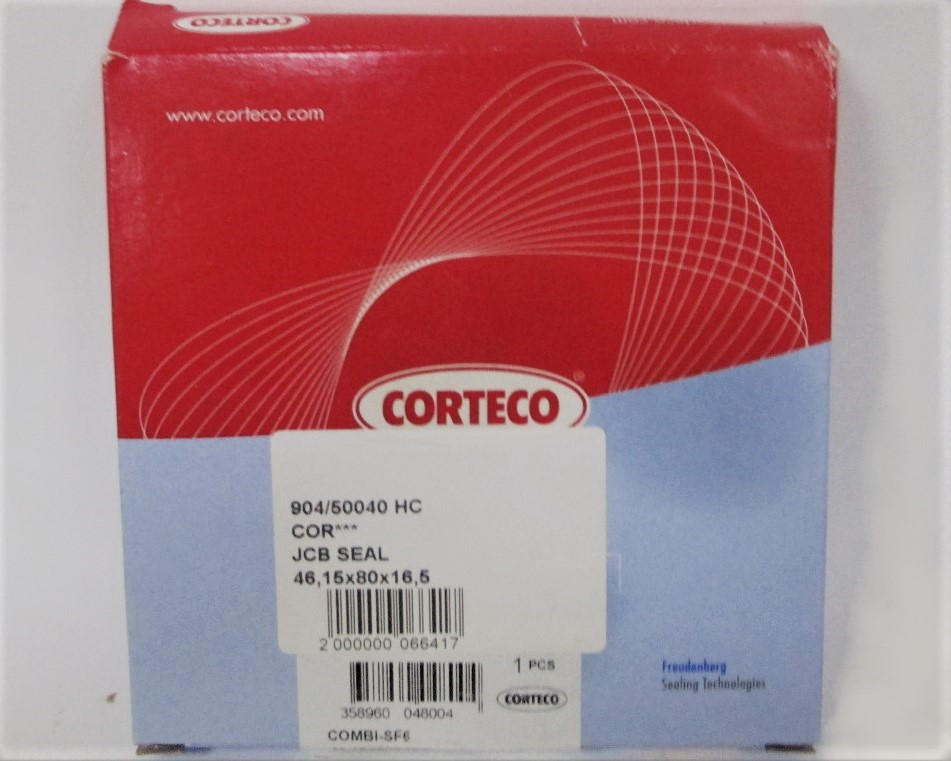 CORTECO
www.corteco.com
CORTECO
904/50040 HC
COR***
JCB SEAL
46,15x80x16,5
2 000000 066417
1 PCS
Freudenberg
Sealing Technologies
CORTECO
358960 048004
COMBI-SF6